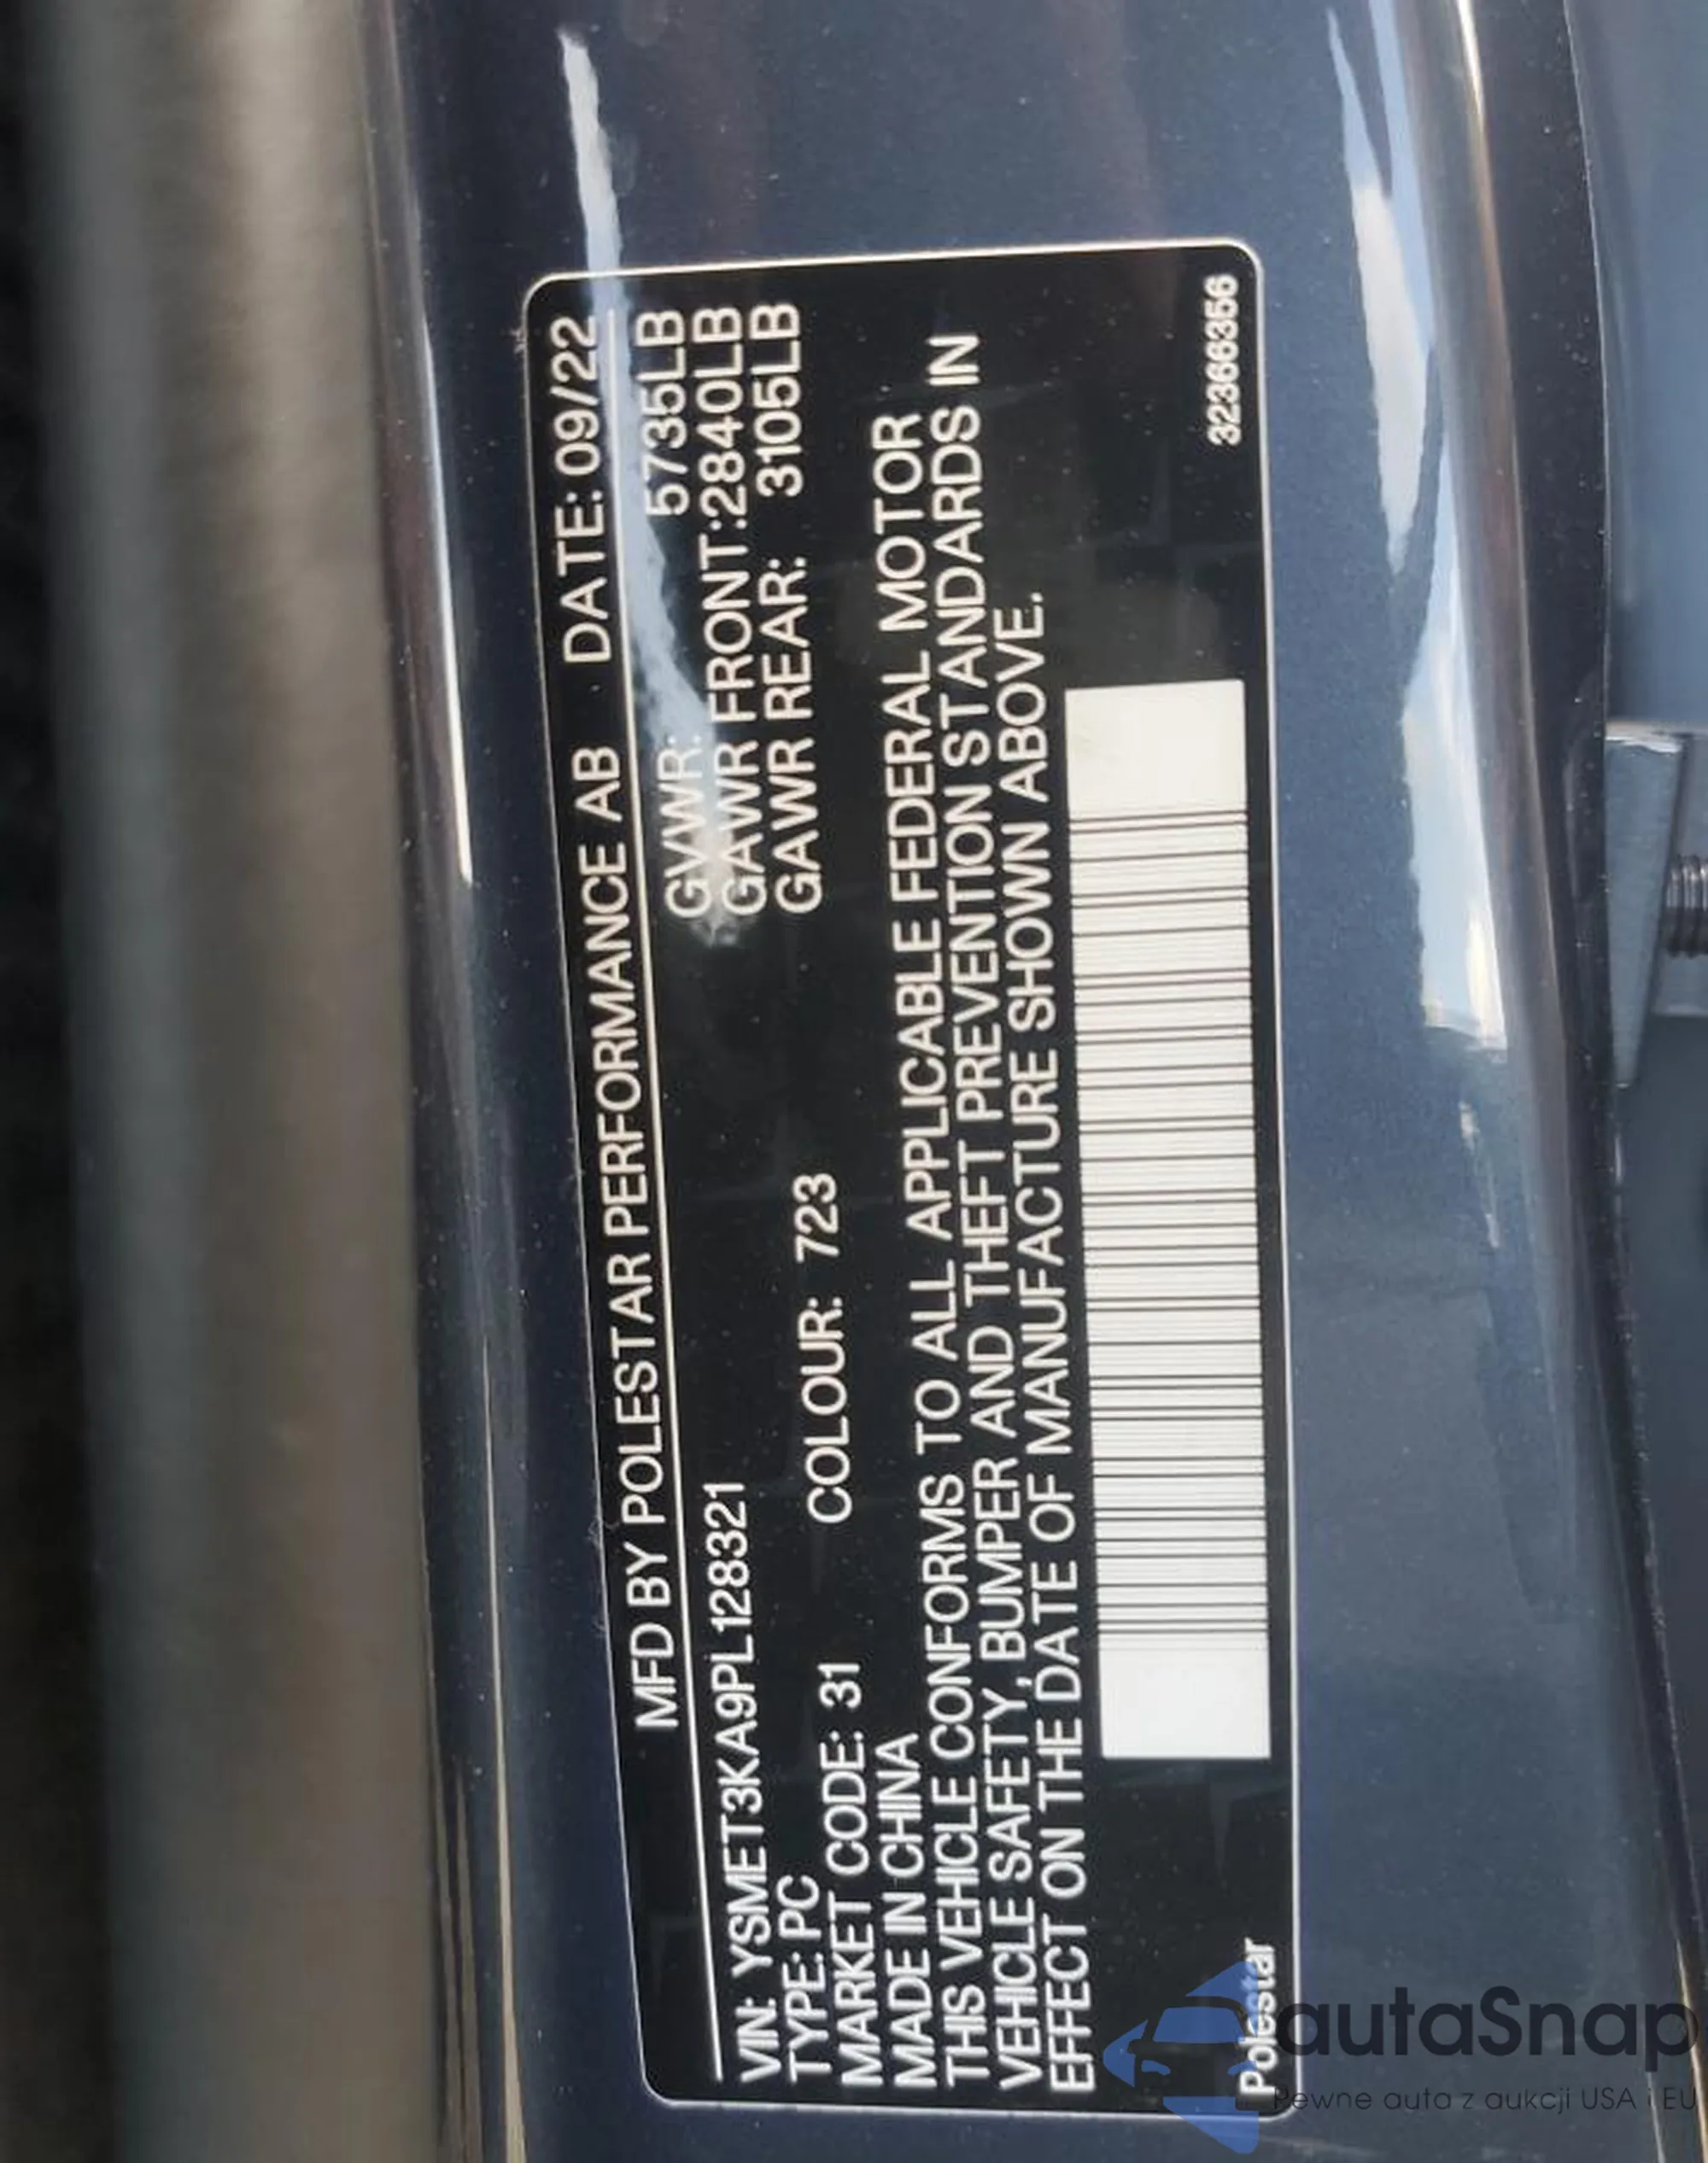 MFD BY POLESTAR PERFORMANCE AB DATE: 09/22
VIN: YSMET3KA9PL128321
GVWR: 5735LB
TYPE: PC
GAWR FRONT:2840LB
MARKET CODE: 31 COLOUR: 723
GAWR REAR: 3105LB
MADE IN CHINA
THIS VEHICLE CONFORMS TO ALL APPLICABLE FEDERAL MOTOR
VEHICLE SAFETY, BUMPER AND THEFT PREVENTION STANDARDS IN
EFFECT ON THE DATE OF MANUFACTURE SHOWN ABOVE.
Polestar
32366356
autaSnap
Pewne auta z aukcji USA i EU